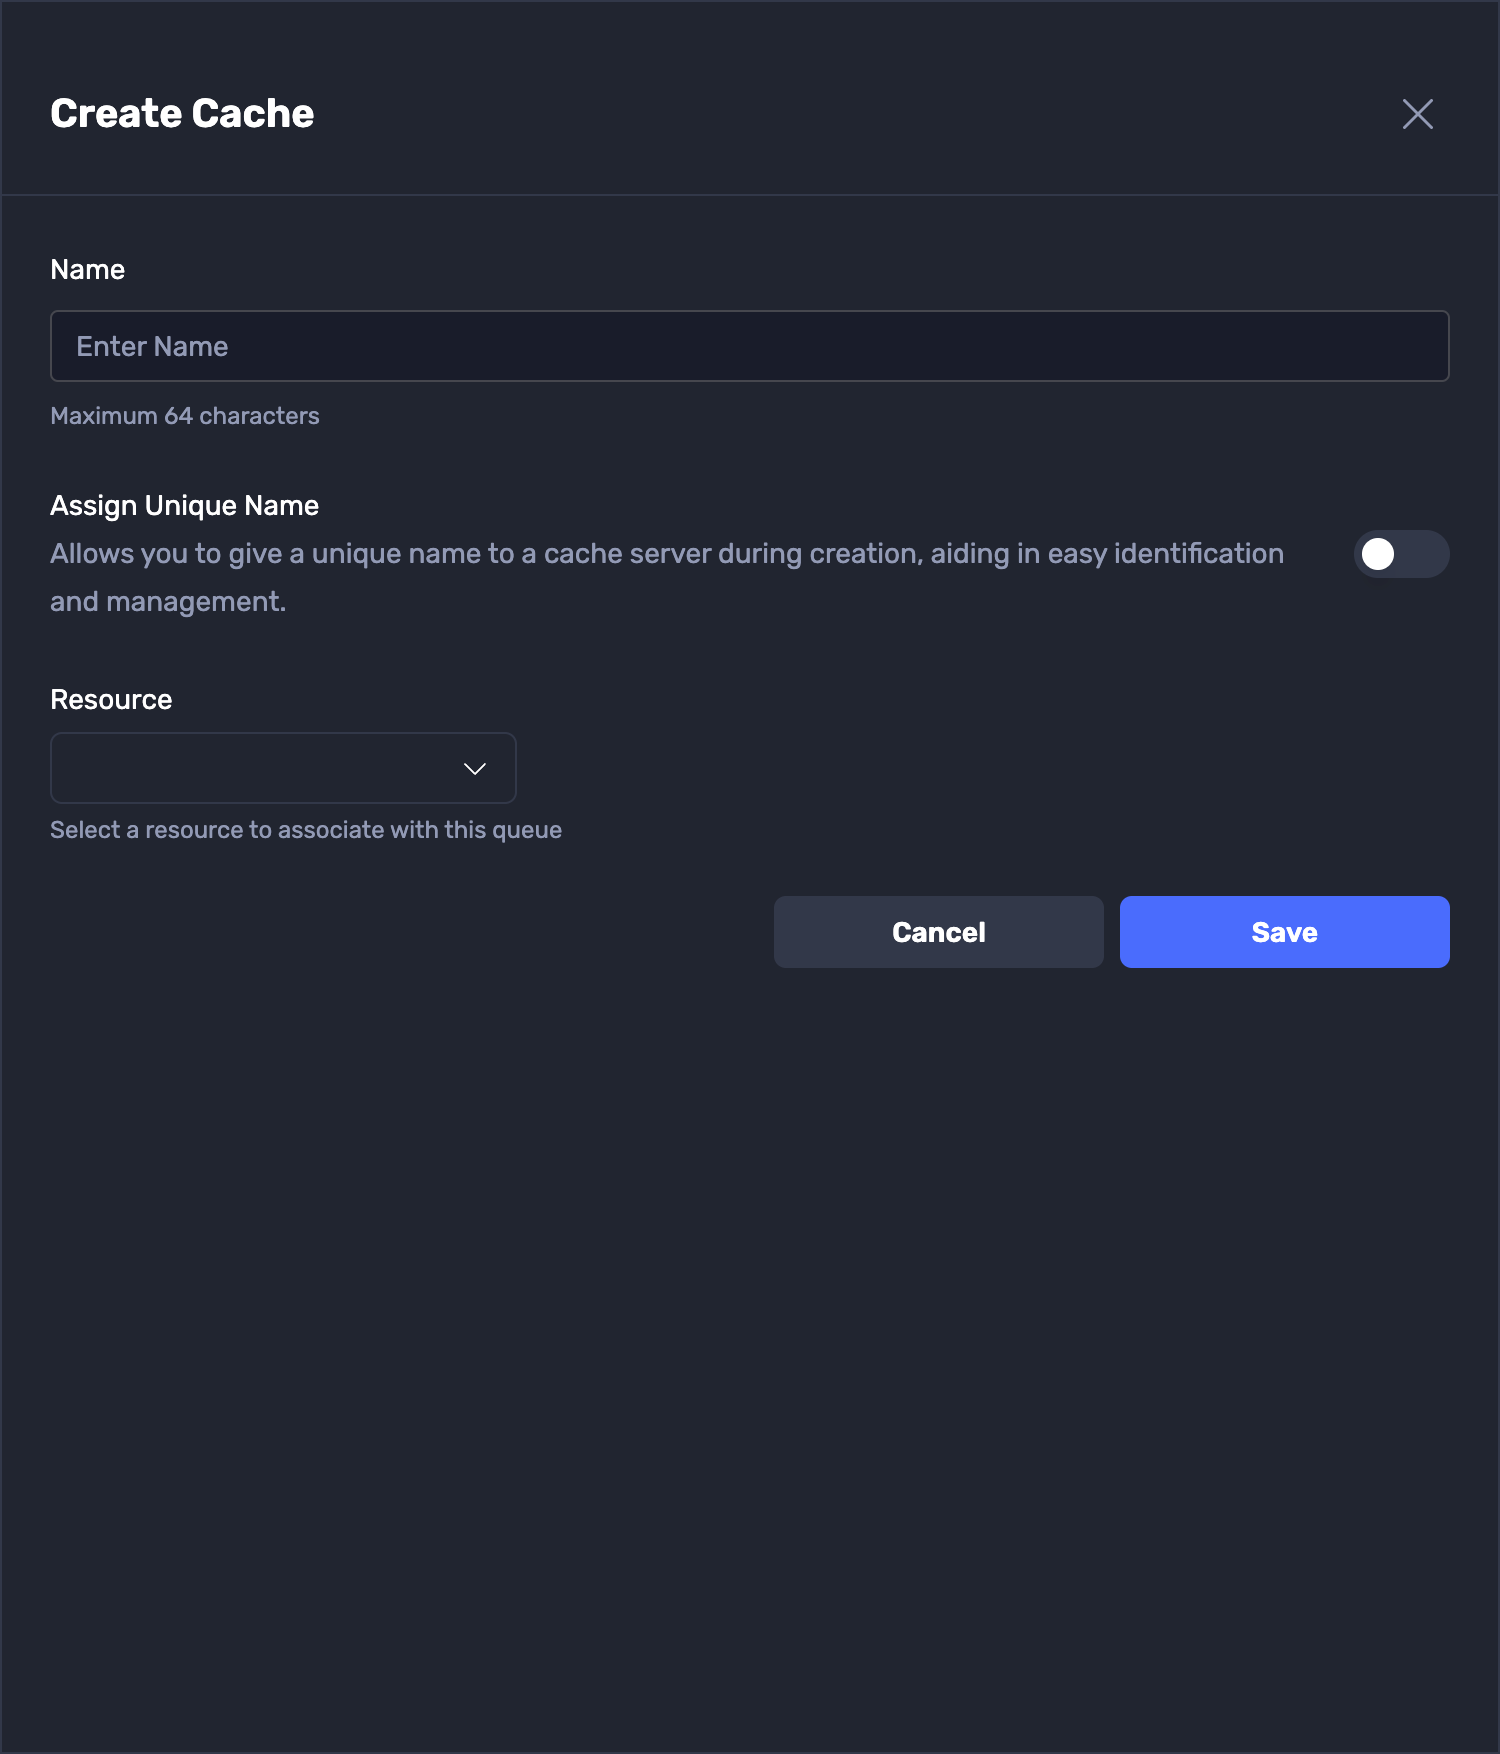 Create Cache
Name
Enter Name
Maximum 64 characters
Assign Unique Name
Allows you to give a unique name to a cache server during creation, aiding in easy identification
and management.
Resource
Select a resource to associate with this queue
Cancel
Save